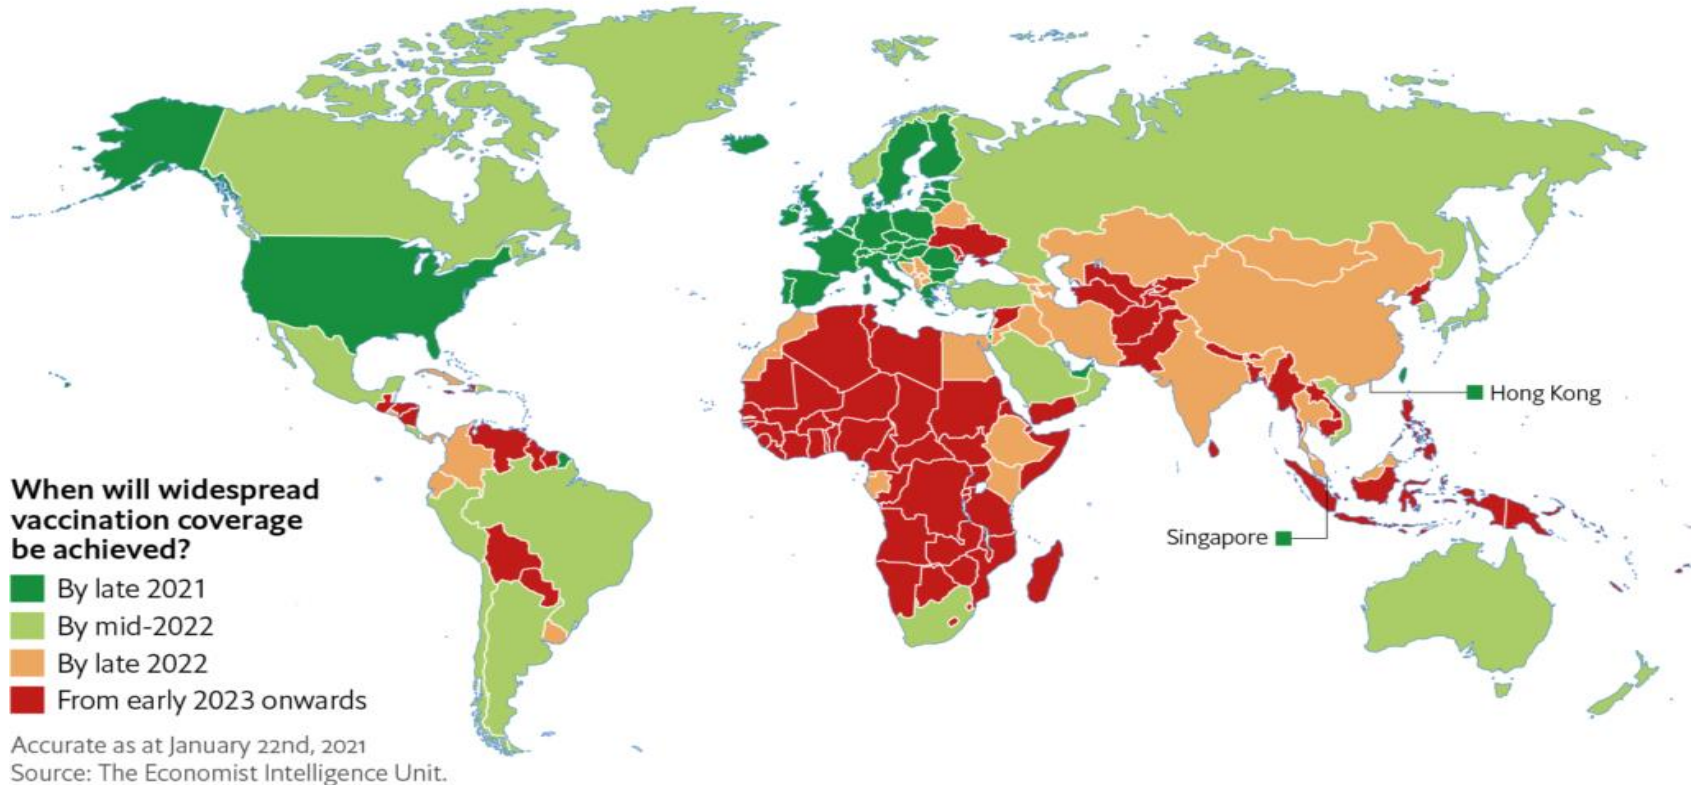 Hong Kong
Singapore
When will widespread
vaccination coverage
be achieved?
By late 2021
By mid-2022
By late 2022
From early 2023 onwards
Accurate as at January 22nd, 2021
Source: The Economist Intelligence Unit.